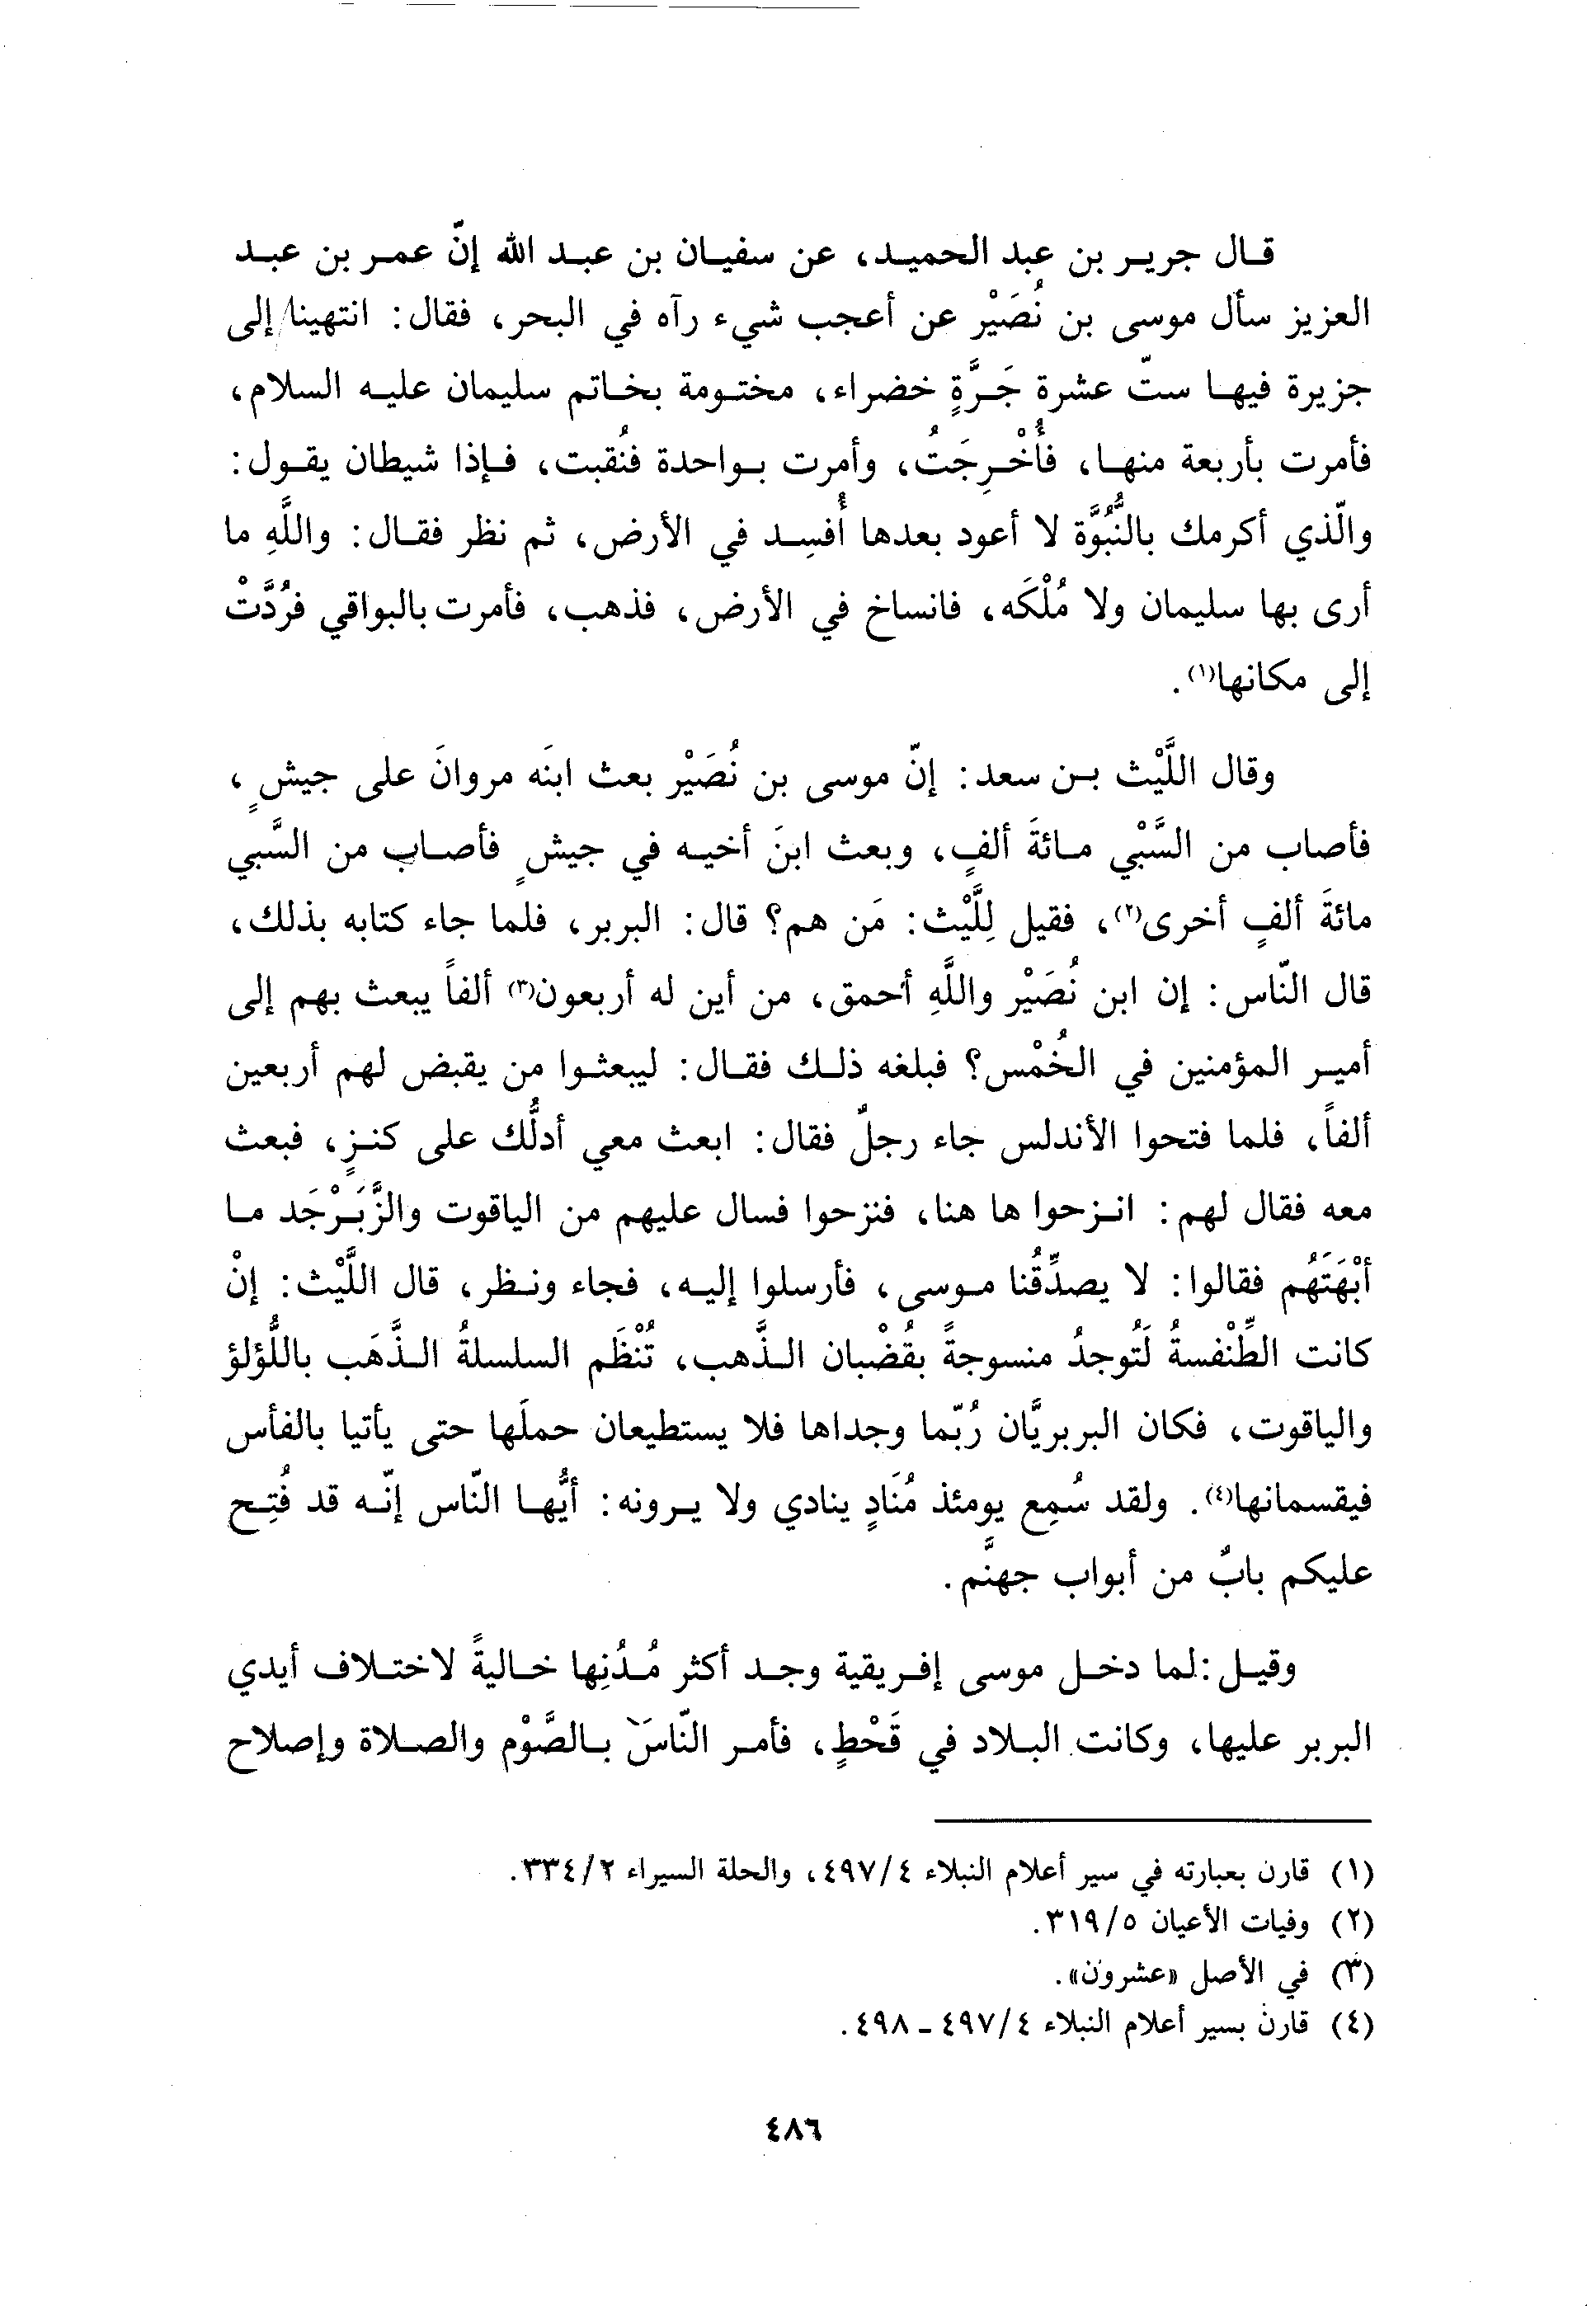 قال جرير بن عبد الحميد، عن سفيان بن عبد الله إنّ عمر بن عبد
العزيز سأل موسى بن نُصَيْر عن أعجب شيء رآه في البحر، فقال: انتهينا إلى
جزيرة فيها ستّ عشرة جَرَّةٍ خضراء، مختومة بخاتم سليمان عليه السلام،
فأمرت بأربعة منها، فأُخْرِجَتُ، وأمرت بواحدة فنُقبت، فإذا شيطان يقول:
والّذي أكرمك بالنُّبُوَّة لا أعود بعدها أُفسِد في الأرض، ثم نظر فقال: واللَّهِ ما
أرى بها سليمان ولا مُلْكَه، فانساخ في الأرض، فذهب، فأمرت بالبواقي فرُدَّتْ
إلى مكانها(١).
وقال اللَّيْث بن سعد: إنّ موسى بن نُصَيْر بعث ابنَه مروانَ على جيشٍ،
فأصاب من السَّبْي مائةَ ألفٍ، وبعث ابنَ أخيه في جيشٍ فأصاب من السَّبي
مائةَ ألفٍ أخرى(٢)، فقيل لِلَّيْث: مَن هم؟ قال: البربر، فلما جاء كتابه بذلك،
قال النّاس: إن ابن نُصَيْر واللَّهِ أحمق، من أين له أربعون(٣) ألفاً يبعث بهم إلى
أمير المؤمنين في الخُمْس؟ فبلغه ذلك فقال: ليبعثوا من يقبض لهم أربعين
ألفاً، فلما فتحوا الأندلس جاء رجلٌ فقال: ابعث معي أدلُّك على كنزٍ، فبعث
معه فقال لهم: انزحوا ها هنا، فنزحوا فسال عليهم من الياقوت والزَّبَرْجَد ما
أبْهَتَهُم فقالوا: لا يصدِّقُنا موسى، فأرسلوا إليه، فجاء ونظر، قال اللَّيْث: إنْ
كانت الطِّنْفسةُ لَتُوجدُ منسوجةً بقُضْبان الذَّهب، تُنْظَم السلسلةُ الذَّهَب باللُّؤلؤ
والياقوت، فكان البربريَّان رُبّما وجداها فلا يستطيعان حملَها حتى يأتيا بالفأس
فيقسمانها(٤). ولقد سُمِع يومئذ مُنَادٍ ينادي ولا يرونه: أيُّها النّاس إنّه قد فُتِح
عليكم بابٌ من أبواب جهنَّم.
وقيل: لما دخل موسى إفريقية وجد أكثر مُدُنِها خاليةً لاختلاف أيدي
البربر عليها، وكانت البلاد في قَحْطٍ، فأمر النّاسَ بالصَّوْم والصلاة وإصلاح
(١) قارن بعبارته في سير أعلام النبلاء ٤/٤٩٧، والحلة السيراء ٢/٣٣٤.
(٢) وفيات الأعيان ٥/٣١٩.
(٣) في الأصل «عشرون».
(٤) قارن بسير أعلام النبلاء ٤/٤٩٧ - ٤٩٨.
٤٨٦